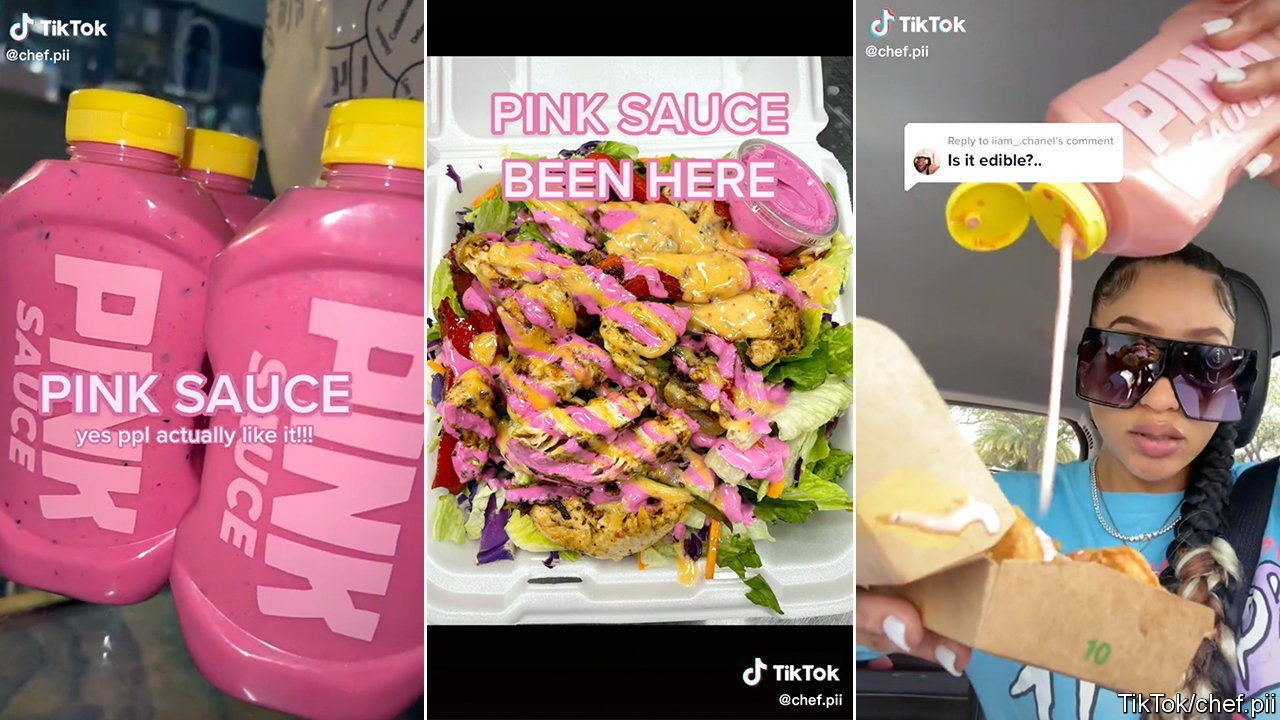 TikTok
@chef.pii
PINK
SAUCE
PINK
SAUCE
PINK SAUCE
yes ppl actually like it!!!
PINK SAUCE
BEEN HERE
TikTok
@chef.pii
TikTok
@chef.pii
PINK
SAUCE
Reply to iiam_.chanel's comment
Is it edible?..
10
TikTok/chef.pii